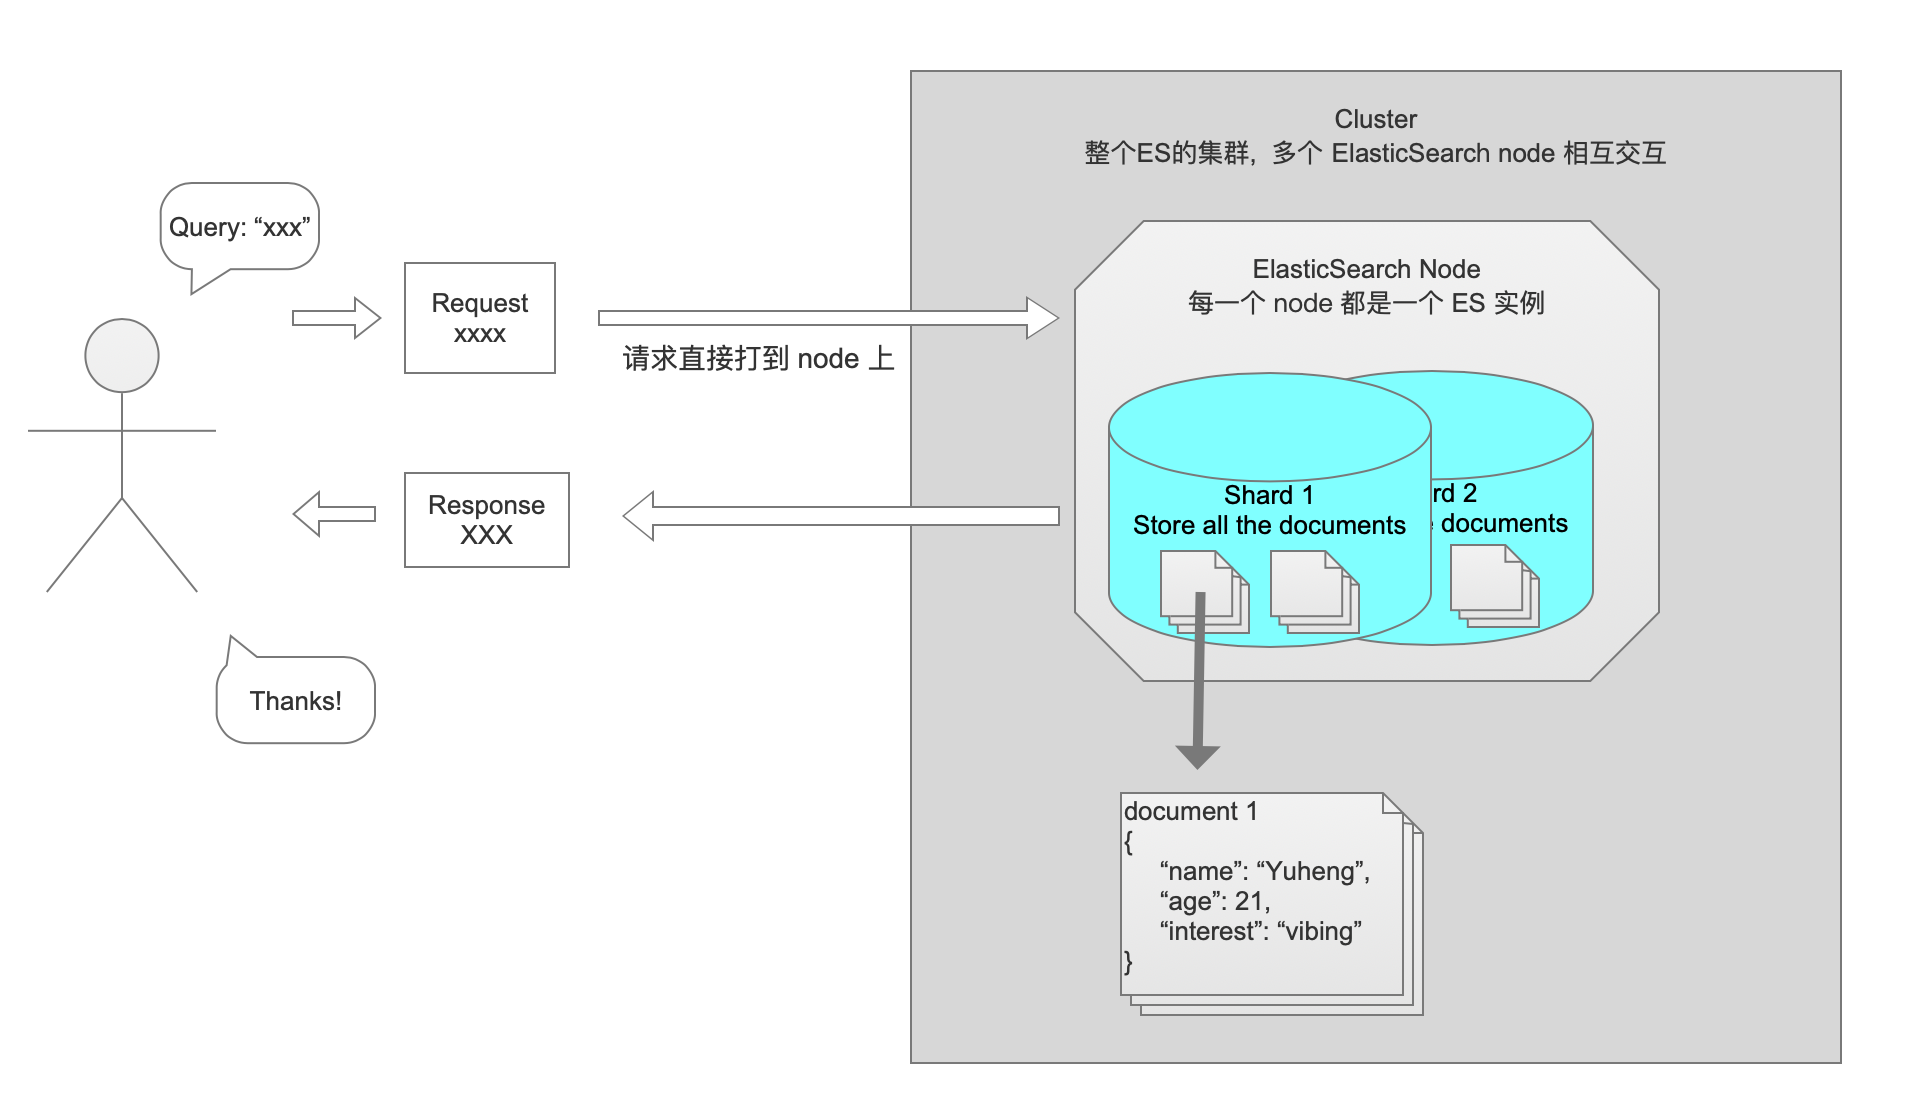 Cluster
整个ES的集群,多个 ElasticSearch node 相互交互
Query: “xxx”
ElasticSearch Node
每一个 node 都是一个 ES 实例
Request
xxxx
请求直接打到 node 上
Response
XXX
Shard 1
Store all the documents
rd 2
documents
Thanks!
document 1
{
“name”: “Yuheng”,
“age”: 21,
“interest”: “vibing”
}